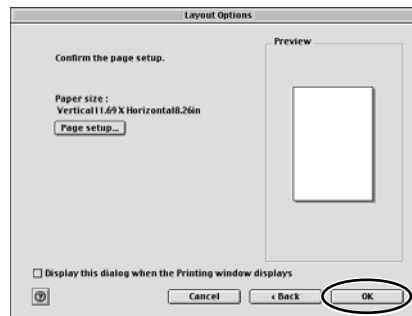 Layout Options
Preview
Confirm the page setup.
Paper size :
Vertical11.69 X Horizontal8.26in
Page setup...
Display this dialog when the Printing window displays
?
Cancel
‹ Back
OK